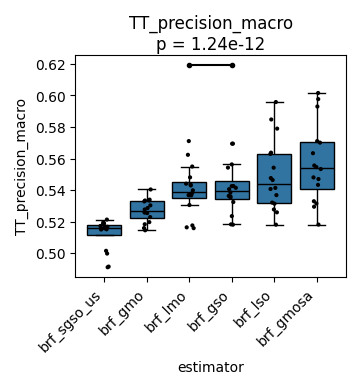 TT_precision_macro
p = 1.24e-12
TT_precision_macro
0.62
0.60
0.58
0.56
0.54
0.52
0.50
brf_sgso_us
brf_gmo
brf_lmo
brf_gso
brf_lso
brf_gmosa
estimator